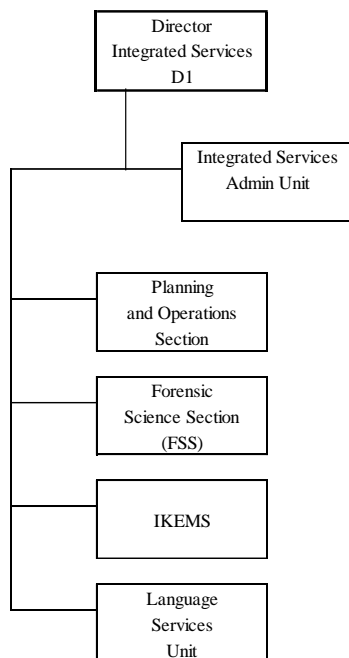 Director
Integrated Services
D1
Integrated Services
Admin Unit
Planning
and Operations
Section
Forensic
Science Section
(FSS)
IKEMS
Language
Services
Unit